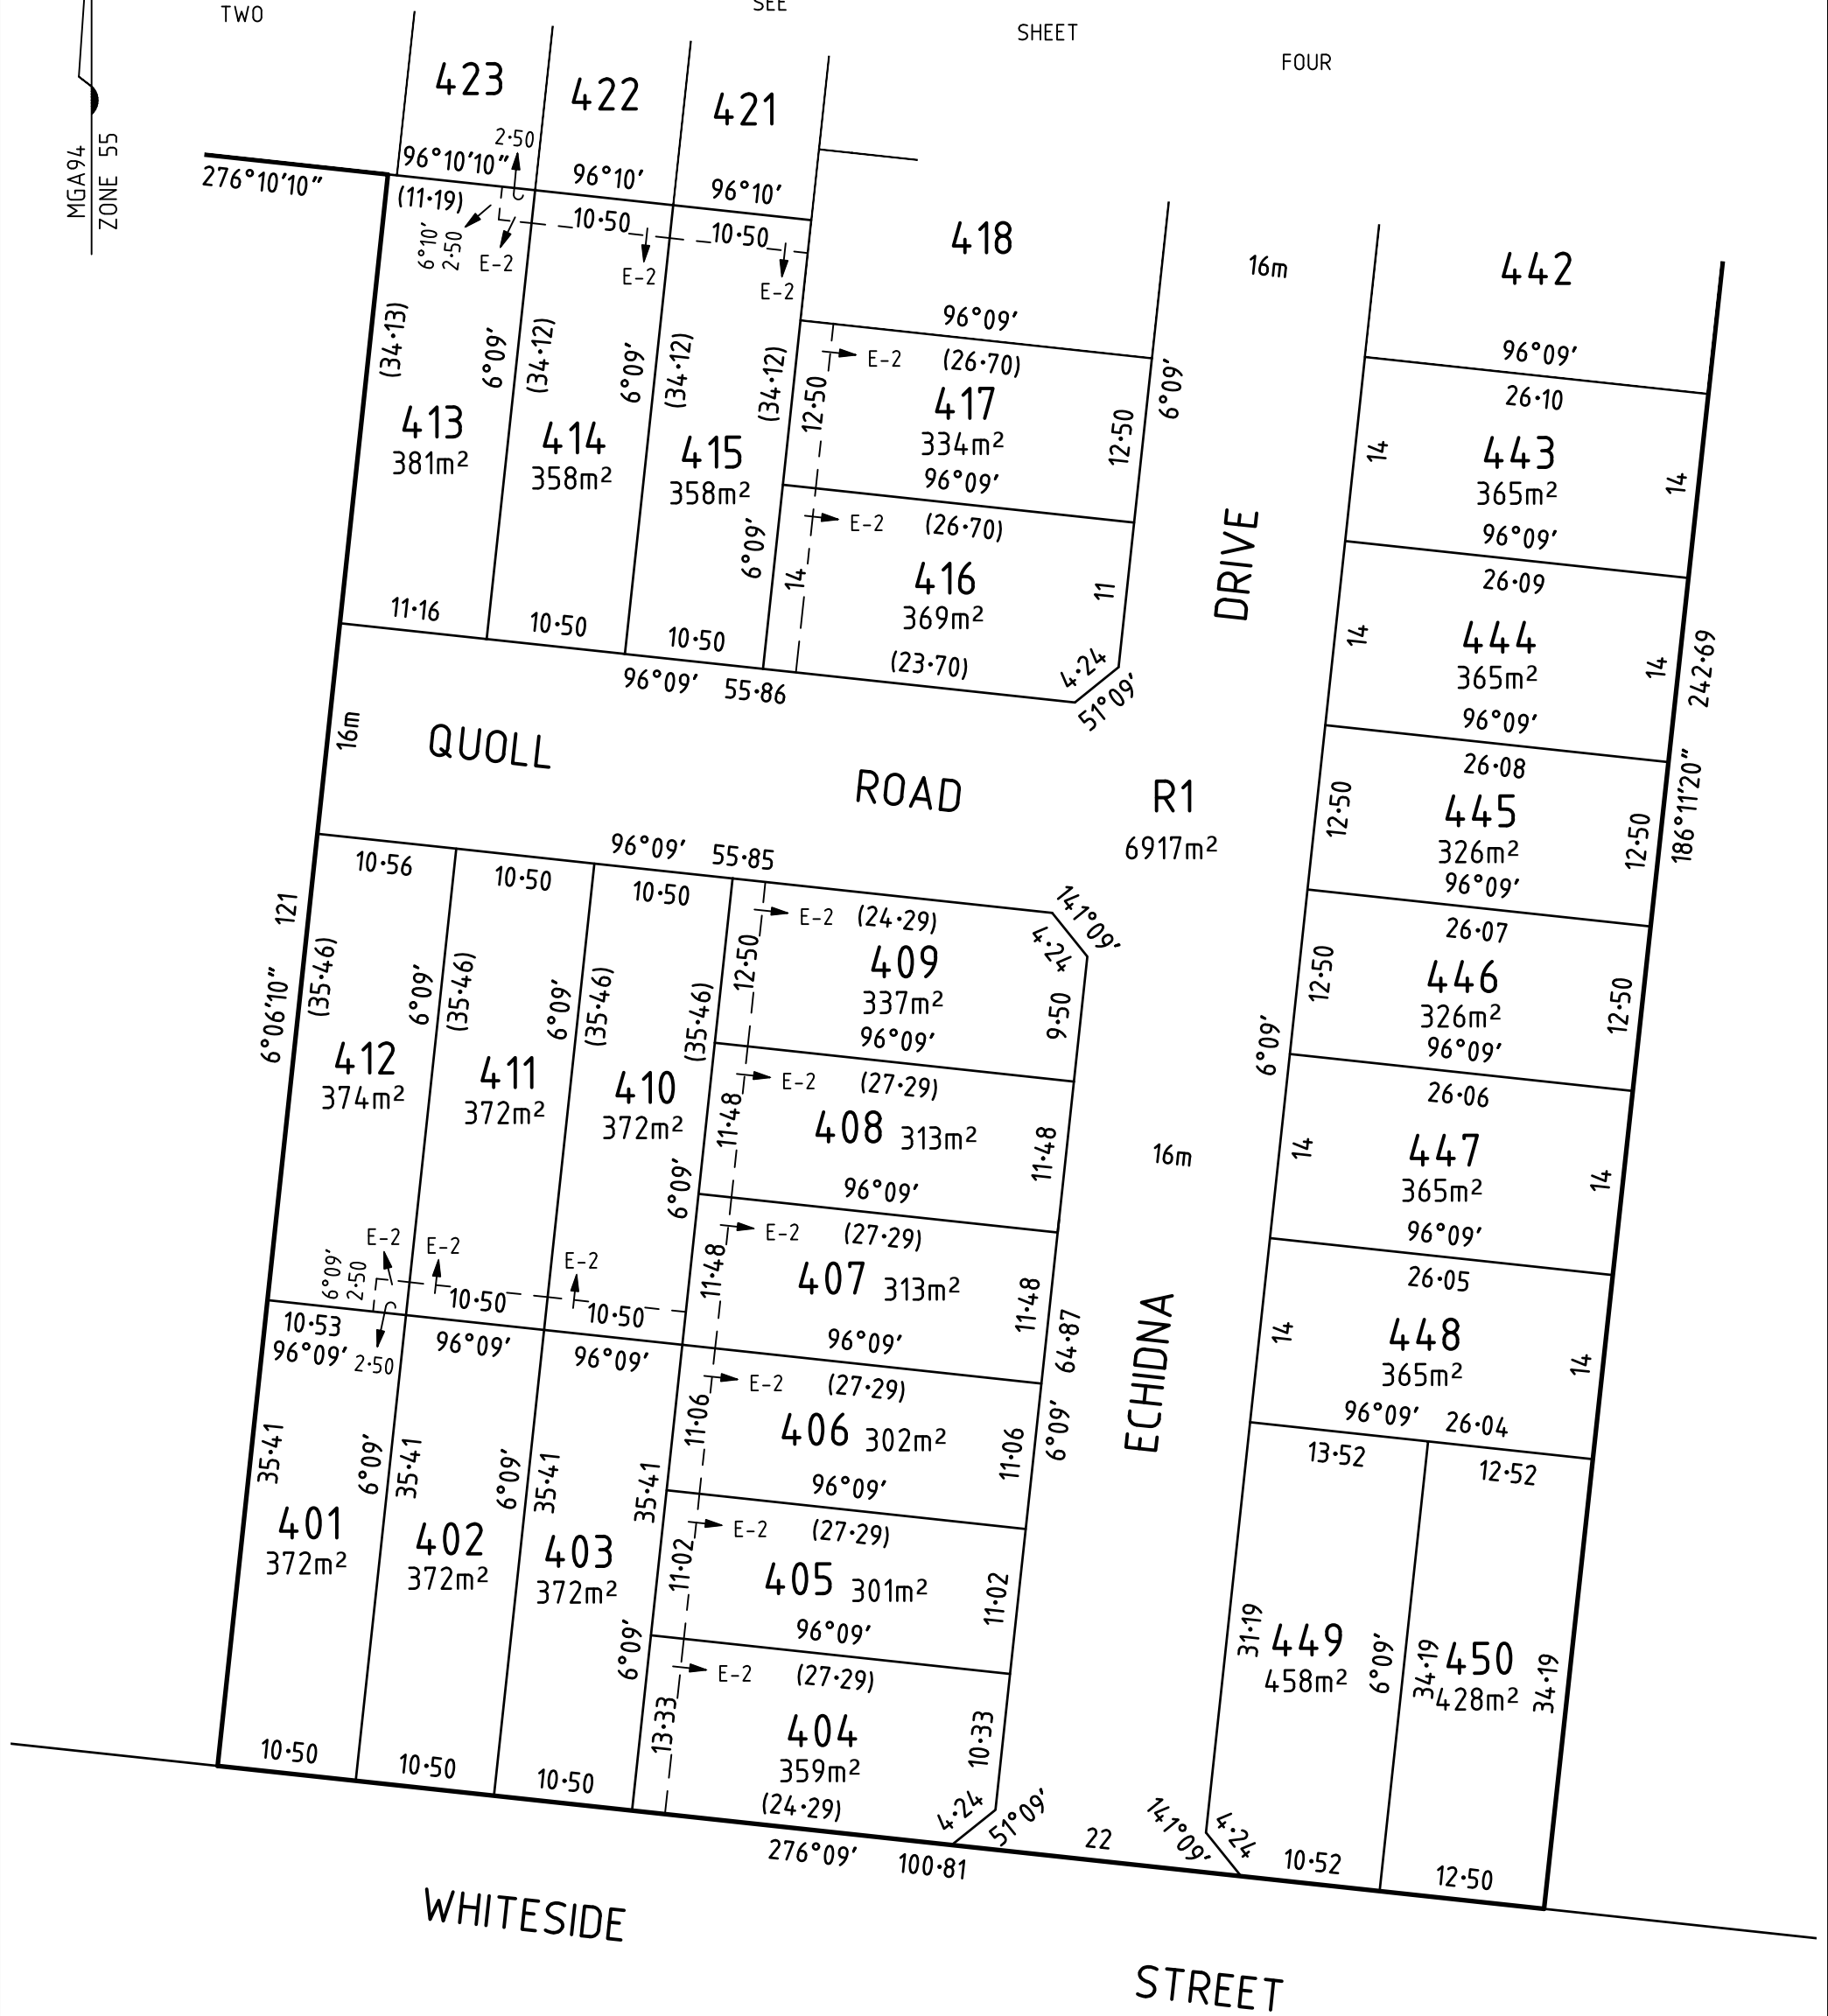 TWO
SEE
SHEET
FOUR
MGA94
ZONE 55
423
422
421
2·50
96°10'10"
96°10'
96°10'
276°10'10"
(11·19)
10·50
10·50
6°10'
2·50
E-2
E-2
E-2
418
16m
442
96°09'
96°09'
(34·13)
6°09'
(34·12)
6°09'
(34·12)
(34·12)
12·50
E-2
(26·70)
417
334m²
96°09'
12·50
6°09'
26·10
443
365m²
96°09'
14
14
413
381m²
414
358m²
415
358m²
6°09'
E-2
(26·70)
416
369m²
14
11
(23·70)
4·24
51°09'
DRIVE
11·16
10·50
10·50
96°09' 55·86
26·09
444
365m²
96°09'
14
14
242·69
186°11'20"
16m
QUOLL
ROAD
R1
6917m²
26·08
445
326m²
96°09'
12·50
12·50
96°09' 55·85
10·56
10·50
10·50
121
6°06'10"
(35·46)
6°09'
(35·46)
6°09'
(35·46)
(35·46)
12·50
E-2
(24·29)
409
337m²
96°09'
141°09'
4·24
9·50
26·07
446
326m²
96°09'
12·50
12·50
6°09'
412
374m²
411
372m²
410
372m²
E-2
(27·29)
408 313m²
11·48
11·48
96°09'
6°09'
16m
26·06
447
365m²
96°09'
14
14
E-2
(27·29)
407 313m²
11·48
11·48
96°09'
64·87
6°09'
ECHIDNA
E-2
E-2
E-2
6°09'
2·50
10·50
10·50
10·53
96°09'
2·50
96°09'
96°09'
26·05
448
365m²
96°09' 26·04
14
14
E-2
(27·29)
406 302m²
11·06
11·06
96°09'
35·41
6°09'
35·41
6°09'
35·41
35·41
13·52
12·52
401
372m²
402
372m²
403
372m²
E-2
(27·29)
405 301m²
11·02
11·02
96°09'
6°09'
31·19
449
458m²
6°09'
34·19
450
428m²
34·19
E-2
(27·29)
404
359m²
13·33
10·33
(24·29)
4·24
51°09'
10·50
10·50
10·50
22
141°09'
4·24
10·52
12·50
276°09' 100·81
WHITESIDE
STREET